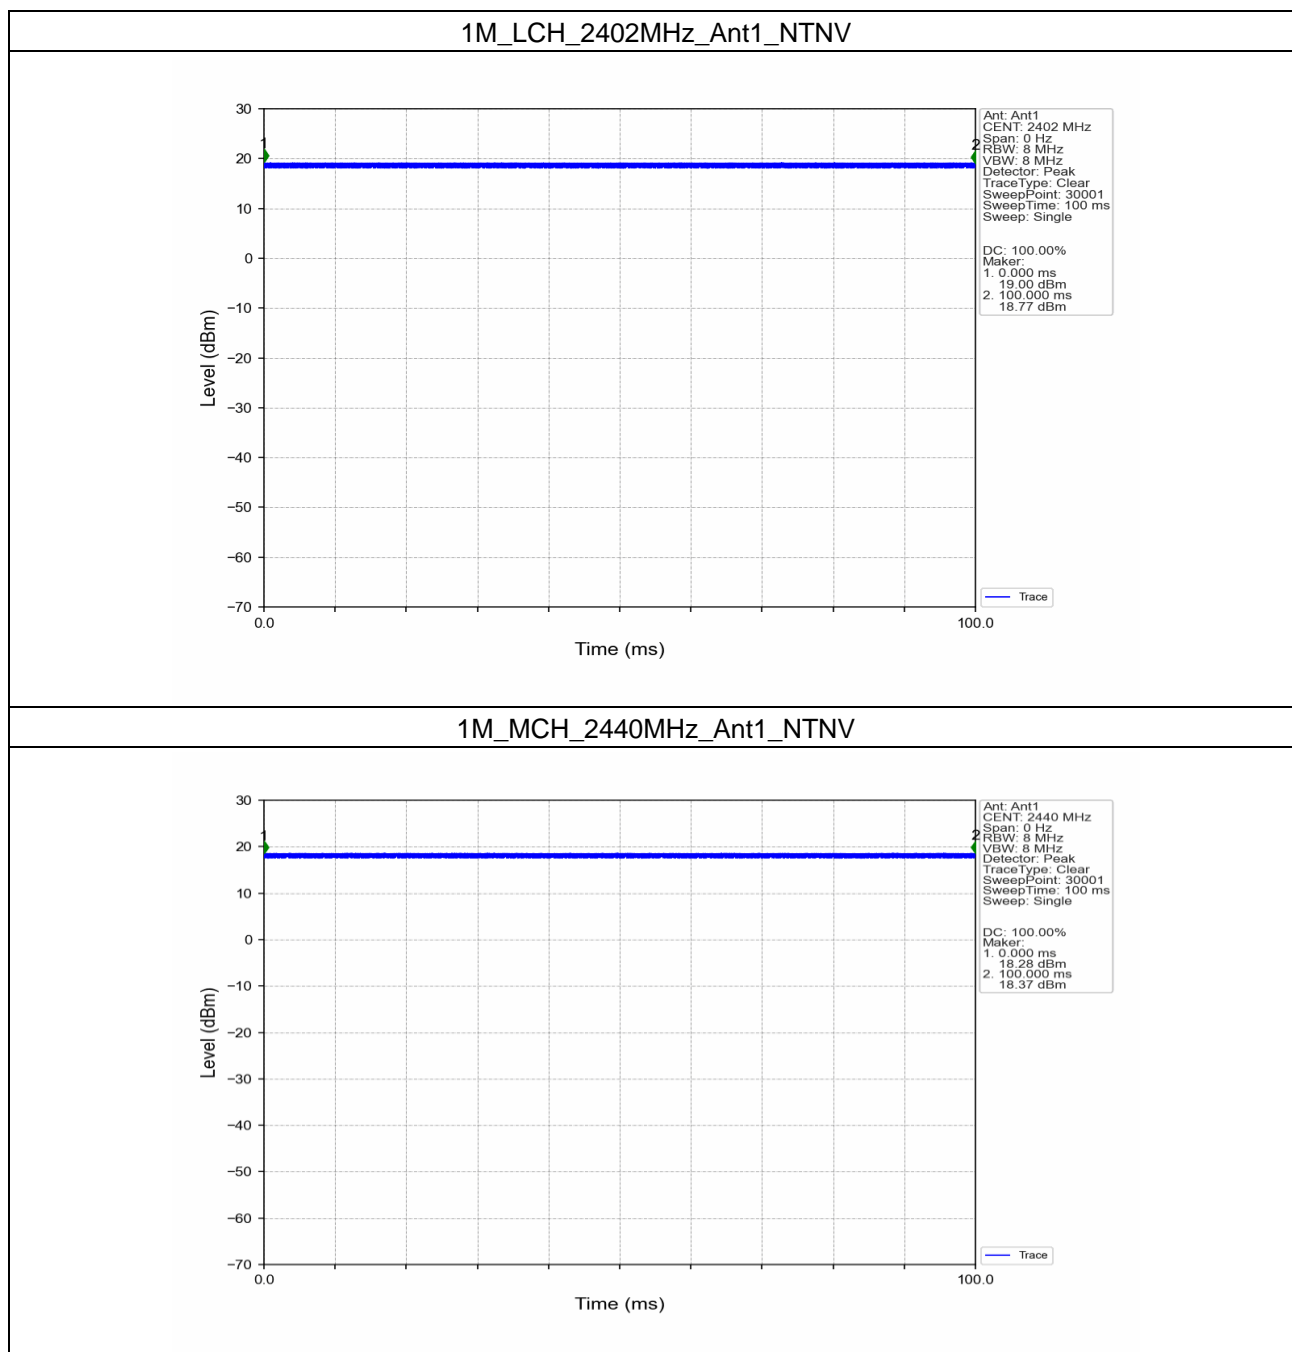 1M_LCH_2402MHz_Ant1_NTNV
30
20
10
0
−10
−20
−30
−40
−50
−60
−70
Level (dBm)
1
2
0.0
100.0
Time (ms)
Ant: Ant1
CENT: 2402 MHz
Span: 0 Hz
RBW: 8 MHz
VBW: 8 MHz
Detector: Peak
TraceType: Clear
SweepPoint: 30001
SweepTime: 100 ms
Sweep: Single
DC: 100.00%
Maker:
1. 0.000 ms
19.00 dBm
2. 100.000 ms
18.77 dBm
Trace
1M_MCH_2440MHz_Ant1_NTNV
30
20
10
0
−10
−20
−30
−40
−50
−60
−70
Level (dBm)
1
2
0.0
100.0
Time (ms)
Ant: Ant1
CENT: 2440 MHz
Span: 0 Hz
RBW: 8 MHz
VBW: 8 MHz
Detector: Peak
TraceType: Clear
SweepPoint: 30001
SweepTime: 100 ms
Sweep: Single
DC: 100.00%
Maker:
1. 0.000 ms
18.28 dBm
2. 100.000 ms
18.37 dBm
Trace